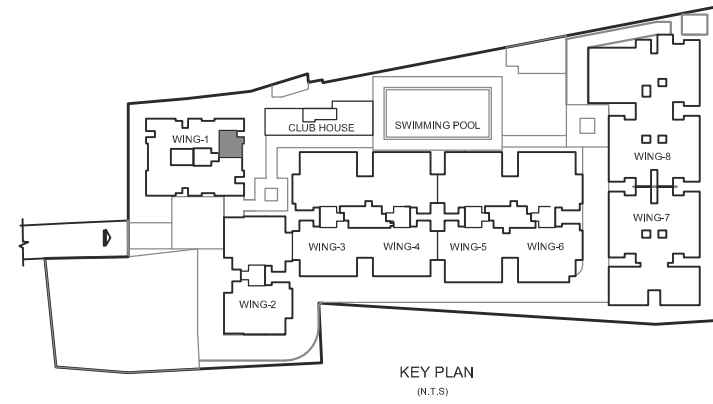 WING-1
CLUB HOUSE
SWIMMING POOL
WING-8
WING-7
WING-3
WING-4
WING-5
WING-6
WING-2
KEY PLAN
(N.T.S)